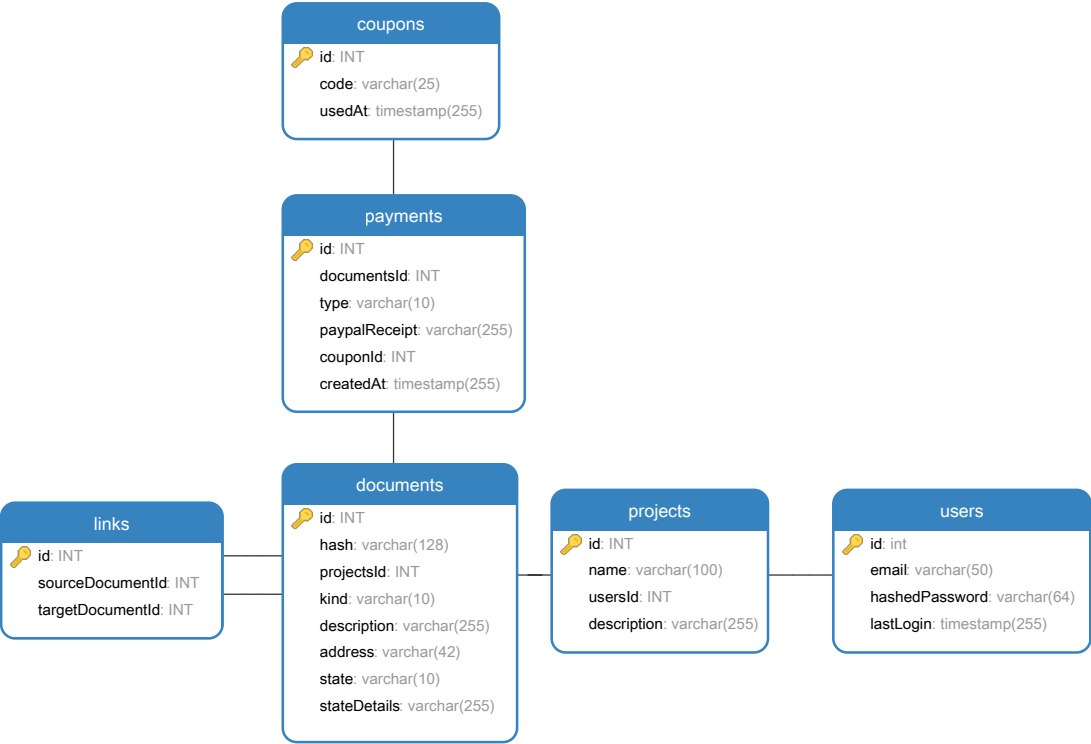 coupons
id: INT
code: varchar(25)
usedAt: timestamp(255)
payments
id: INT
documentsId: INT
type: varchar(10)
paypalReceipt: varchar(255)
couponId: INT
createdAt: timestamp(255)
links
id: INT
sourceDocumentId: INT
targetDocumentId: INT
documents
id: INT
hash: varchar(128)
projectsId: INT
kind: varchar(10)
description: varchar(255)
address: varchar(42)
state: varchar(10)
stateDetails: varchar(255)
projects
id: INT
name: varchar(100)
usersId: INT
description: varchar(255)
users
id: int
email: varchar(50)
hashedPassword: varchar(64)
lastLogin: timestamp(255)